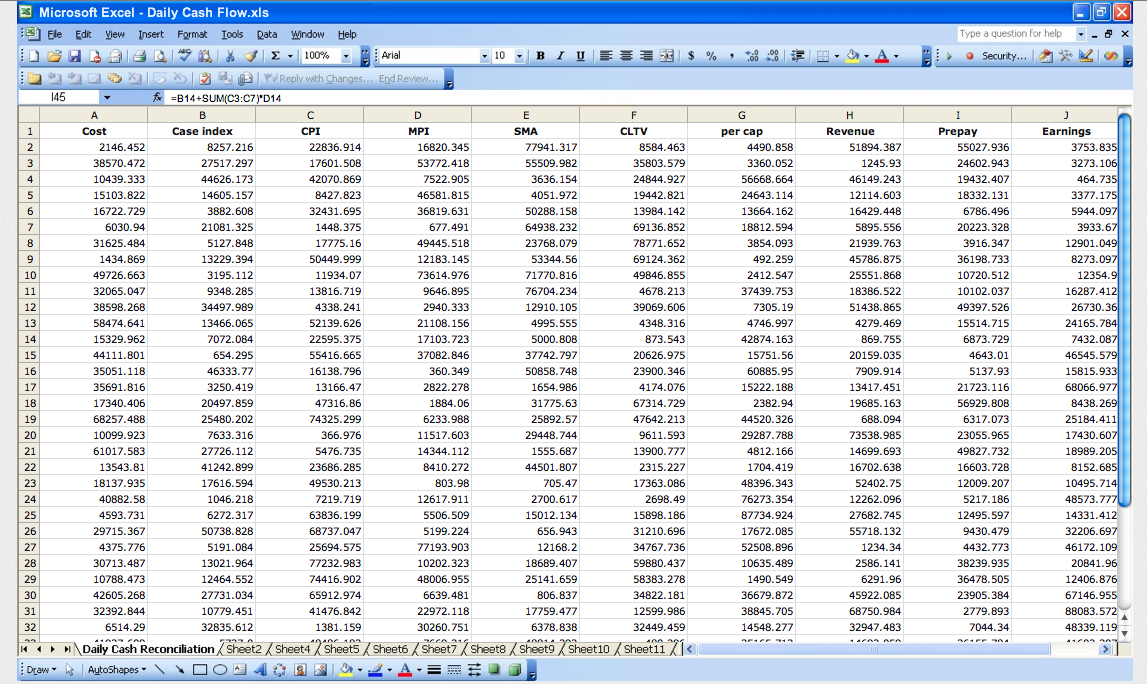 Microsoft Excel - Daily Cash Flow.xls
File Edit View Insert Format Tools Data Window Help Type a question for help
100% Arial 10 B I U $ % , Security...
Reply with Changes... End Review...
I45 fx =B14+SUM(C3:C7)*D14
A B C D E F G H I J
1 Cost Case index CPI MPI SMA CLTV per cap Revenue Prepay Earnings
2 2146.452 8257.216 22836.914 16820.345 77941.317 8584.463 4490.858 51894.387 55027.936 3753.835
3 38570.472 27517.297 17601.508 53772.418 55509.982 35803.579 3360.052 1245.93 24602.943 3273.106
4 10439.333 44626.173 42070.869 7522.905 3636.154 24844.927 56668.664 46149.243 19432.407 464.735
5 15103.822 14605.157 8427.823 46581.815 4051.972 19442.821 24643.114 12114.603 18332.131 3377.175
6 16722.729 3882.608 32431.695 36819.631 50288.158 13984.142 13664.162 16429.448 6786.496 5944.097
7 6030.94 21081.325 1448.375 677.491 64938.232 69136.852 18812.594 5895.556 20223.328 3933.67
8 31625.484 5127.848 17775.16 49445.518 23768.079 78771.652 3854.093 21939.763 3916.347 12901.049
9 1434.869 13229.394 50449.999 12183.145 53344.56 69124.362 492.259 45786.875 36198.733 8273.097
10 49726.663 3195.112 11934.07 73614.976 71770.816 49846.855 2412.547 25551.868 10720.512 12354.9
11 32065.047 9348.285 13816.719 9646.895 76704.234 4678.213 37439.753 18386.522 10102.037 16287.412
12 38598.268 34497.989 4338.241 2940.333 12910.105 39069.606 7305.19 51438.865 49397.526 26730.36
13 58474.641 13466.065 52139.626 21108.156 4995.555 4348.316 4746.997 4279.469 15514.715 24165.784
14 15329.962 7072.084 22595.375 17103.723 5000.808 873.543 42874.163 869.755 6873.729 7432.087
15 44111.801 654.295 55416.665 37082.846 37742.797 20626.975 15751.56 20159.035 4643.01 46545.579
16 35051.118 46333.77 16138.796 360.349 50858.748 23900.346 60885.95 7909.914 5137.93 15815.933
17 35691.816 3250.419 13166.47 2822.278 1654.986 4174.076 15222.188 13417.451 21723.116 68066.977
18 17340.406 20497.859 47316.86 1884.06 31775.63 67314.729 2382.94 19685.163 56929.808 8438.269
19 68257.488 25480.202 74325.299 6233.988 25892.57 47642.213 44520.326 688.094 6317.073 25184.411
20 10099.923 7633.316 366.976 11517.603 29448.744 9611.593 29287.788 73538.985 23055.965 17430.607
21 61017.583 27726.112 5476.735 14344.112 1555.687 13900.777 4812.166 14699.693 49827.732 18989.205
22 13543.81 41242.899 23686.285 8410.272 44501.807 2315.227 1704.419 16702.638 16603.728 8152.685
23 18137.935 17616.594 49530.213 803.98 705.47 17363.086 48396.343 52402.75 12009.207 10495.714
24 40882.58 1046.218 7219.719 12617.911 2700.617 2698.49 76273.354 12262.096 5217.186 48573.777
25 4593.731 6272.317 63836.199 5506.509 15012.134 15898.186 87734.924 27682.745 12495.597 14331.412
26 29715.367 50738.828 68737.047 5199.224 656.943 31210.696 17672.085 55718.132 9430.479 32206.697
27 4375.776 5191.084 25694.575 77193.903 12168.2 34767.736 52508.896 1234.34 4432.773 46172.109
28 30713.487 13021.964 77232.983 10202.323 18689.407 59880.437 10635.489 2586.141 38239.935 20841.96
29 10788.473 12464.552 74416.902 48006.955 25141.659 58383.278 1490.549 6291.96 36478.505 12406.876
30 42605.268 27731.034 65912.974 6639.481 806.837 34822.181 36679.872 45922.085 23905.384 67146.955
31 32392.844 10779.451 41476.842 22972.118 17759.477 12599.986 38845.705 68750.984 2779.893 88083.572
32 6514.29 32835.612 1381.159 30260.751 6378.838 32449.459 14548.277 32947.483 7044.34 48339.119
Daily Cash Reconciliation Sheet2 Sheet4 Sheet5 Sheet6 Sheet7 Sheet8 Sheet9 Sheet10 Sheet11
Draw AutoShapes